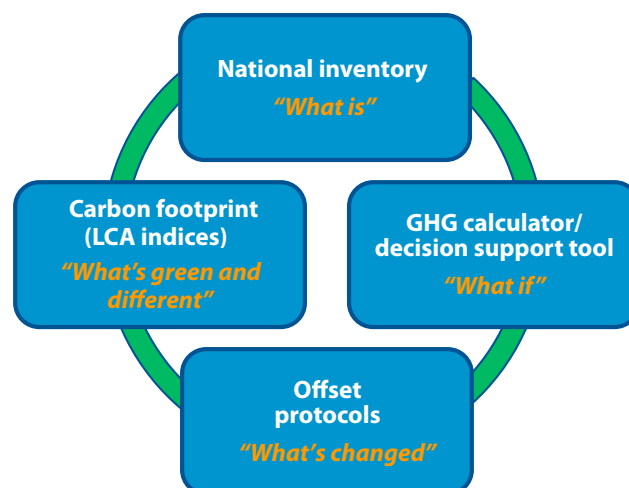 National inventory
“What is”
Carbon footprint
(LCA indices)
“What’s green and
different”
GHG calculator/
decision support tool
“What if”
Offset
protocols
“What’s changed”